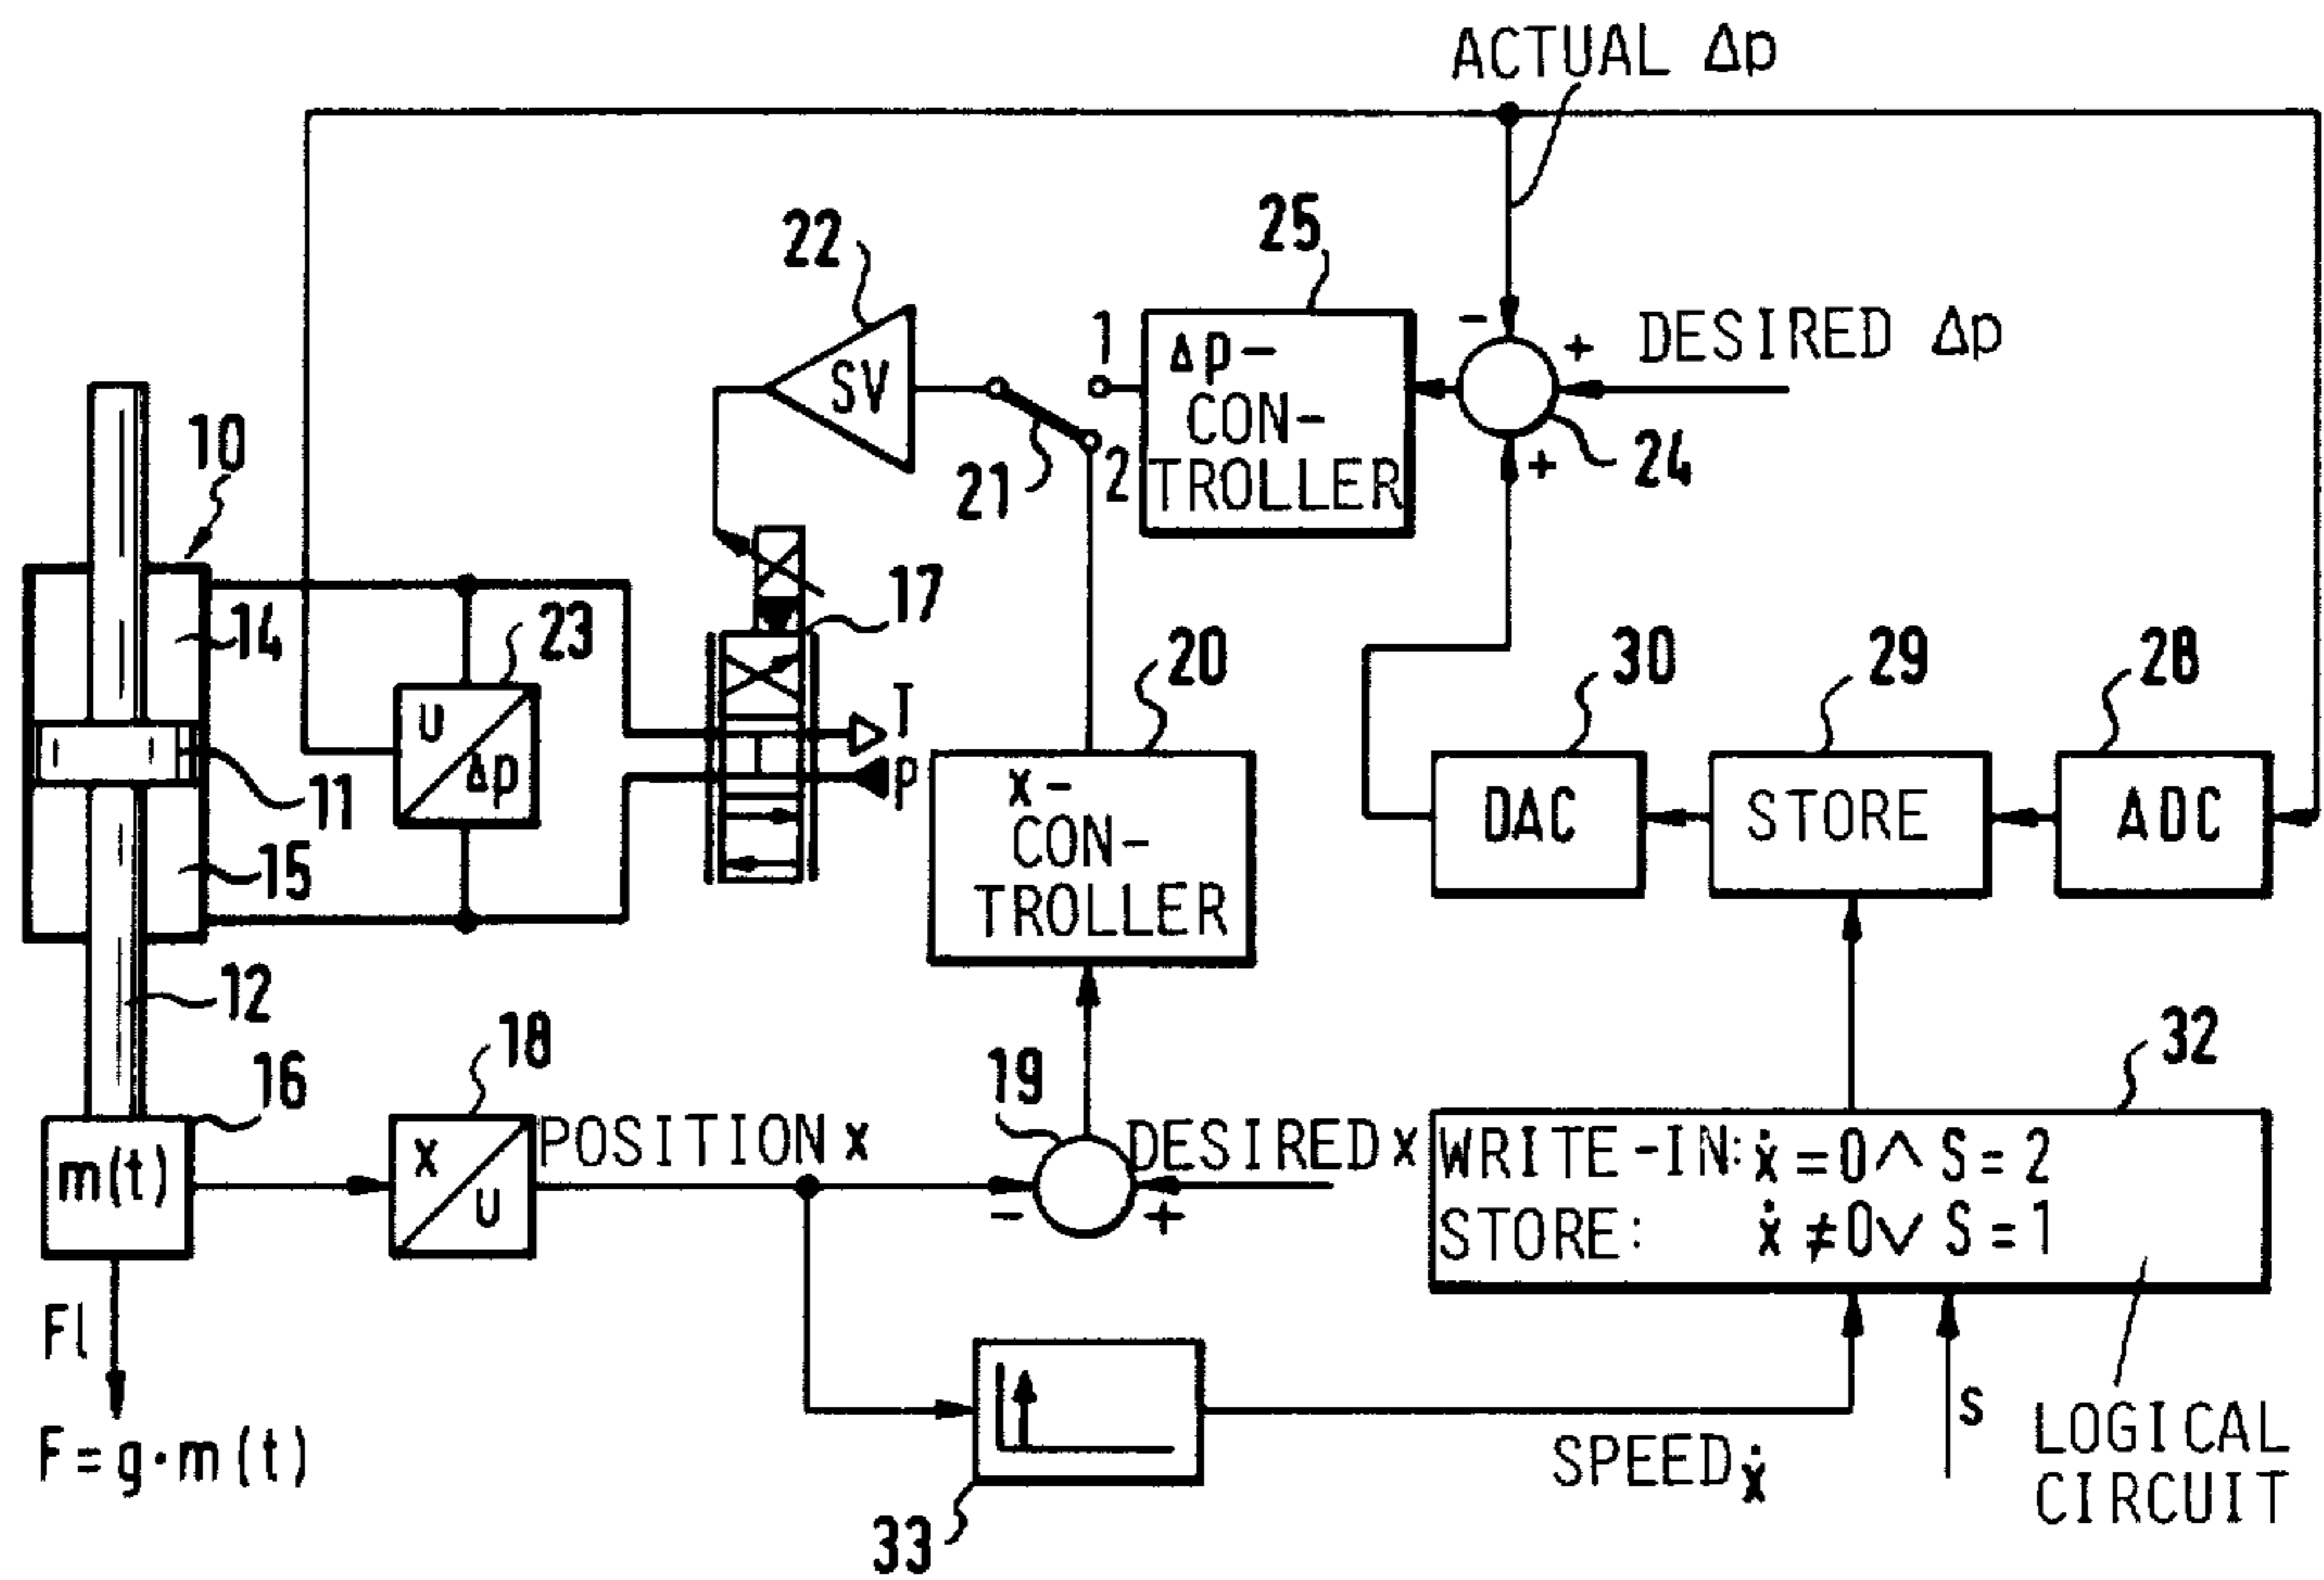 ACTUAL Δp
22
25
SV
1
Δp-
CON-
TROLLER
-
+
DESIRED Δp
+
24
21
2
10
14
23
17
U
Δp
T
P
11
15
20
30
29
28
x-
CON-
TROLLER
DAC
STORE
ADC
12
16
18
19
32
m(t)
x
U
POSITION x
-
+
DESIRED x
WRITE-IN: ẋ=0∧ S=2
STORE: ẋ≠0∨ S=1
Fl
F=g·m(t)
33
SPEED ẋ
S
LOGICAL
CIRCUIT